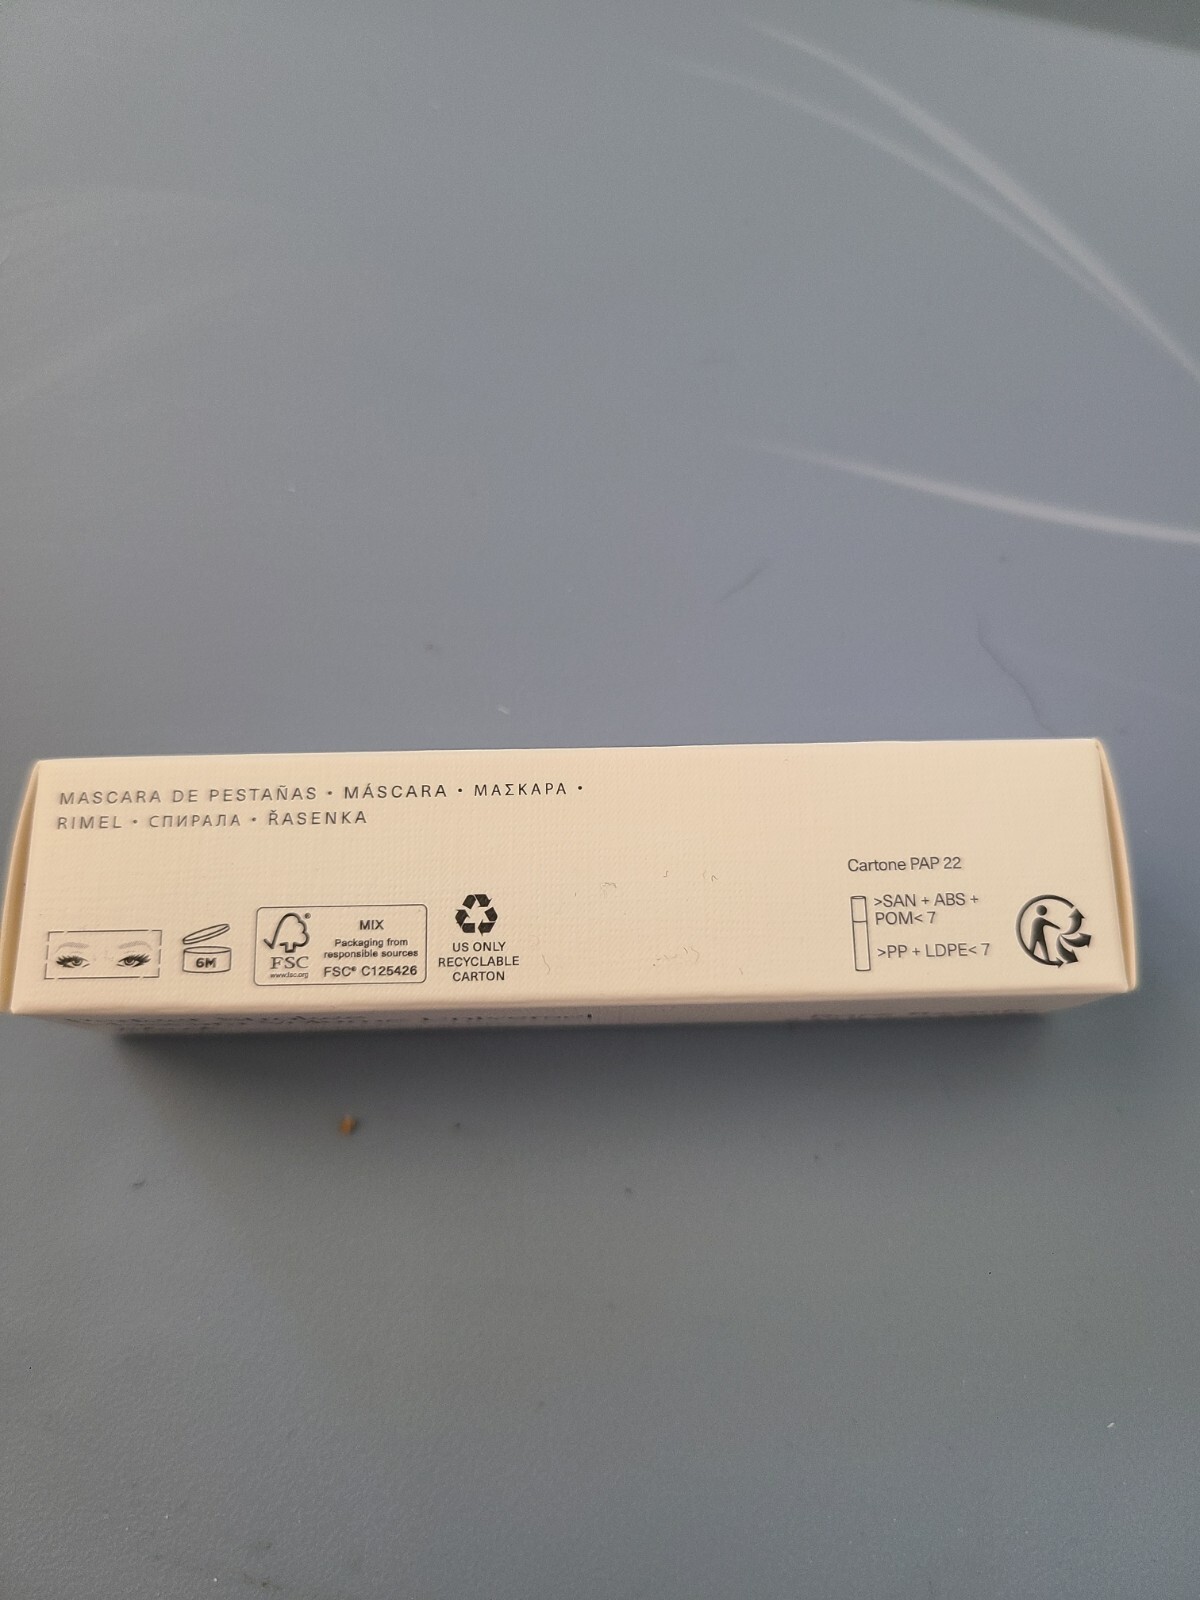 MASCARA DE PESTAÑAS • MÁSCARA • ΜΑΣΚΑΡΑ •
RIMEL • СПИРАЛА • ŘASENKA
6M
FSC®
www.fsc.org
MIX
Packaging from
responsible sources
FSC® C125426
US ONLY
RECYCLABLE
CARTON
Cartone PAP 22
>SAN + ABS +
POM< 7
>PP + LDPE< 7